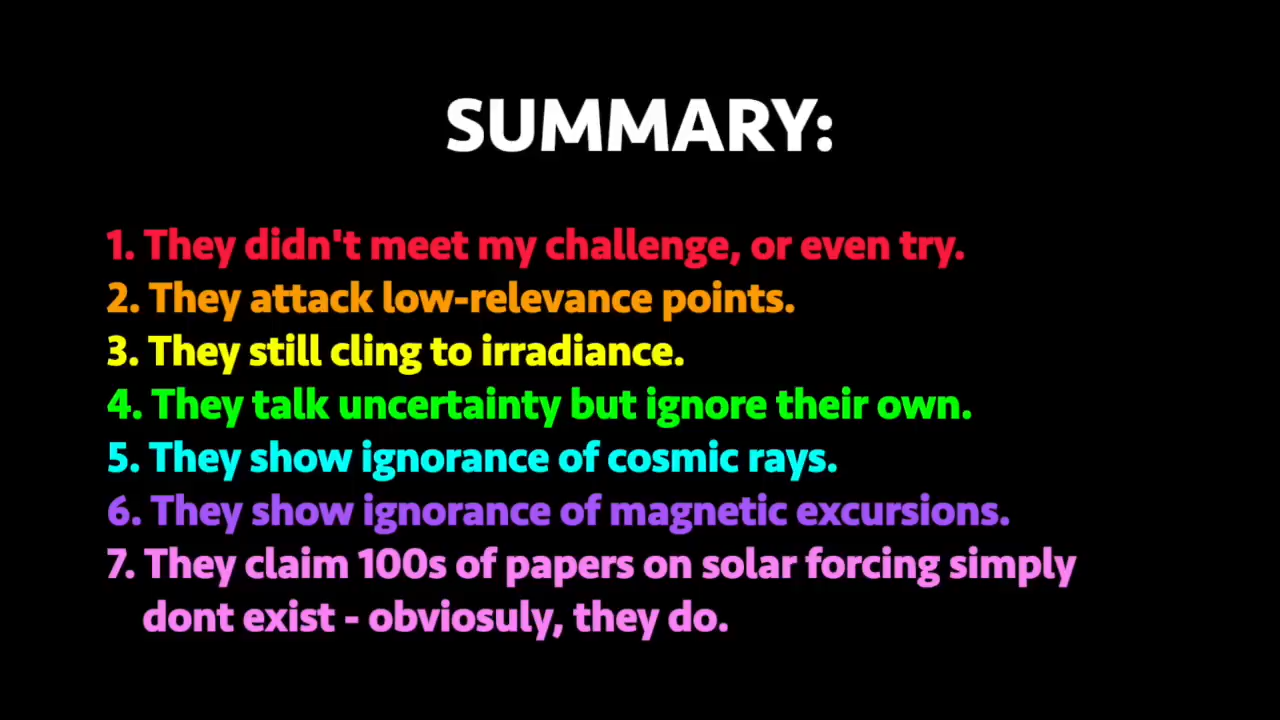 SUMMARY:
1. They didn't meet my challenge, or even try.
2. They attack low-relevance points.
3. They still cling to irradiance.
4. They talk uncertainty but ignore their own.
5. They show ignorance of cosmic rays.
6. They show ignorance of magnetic excursions.
7. They claim 100s of papers on solar forcing simply
dont exist - obviosuly, they do.